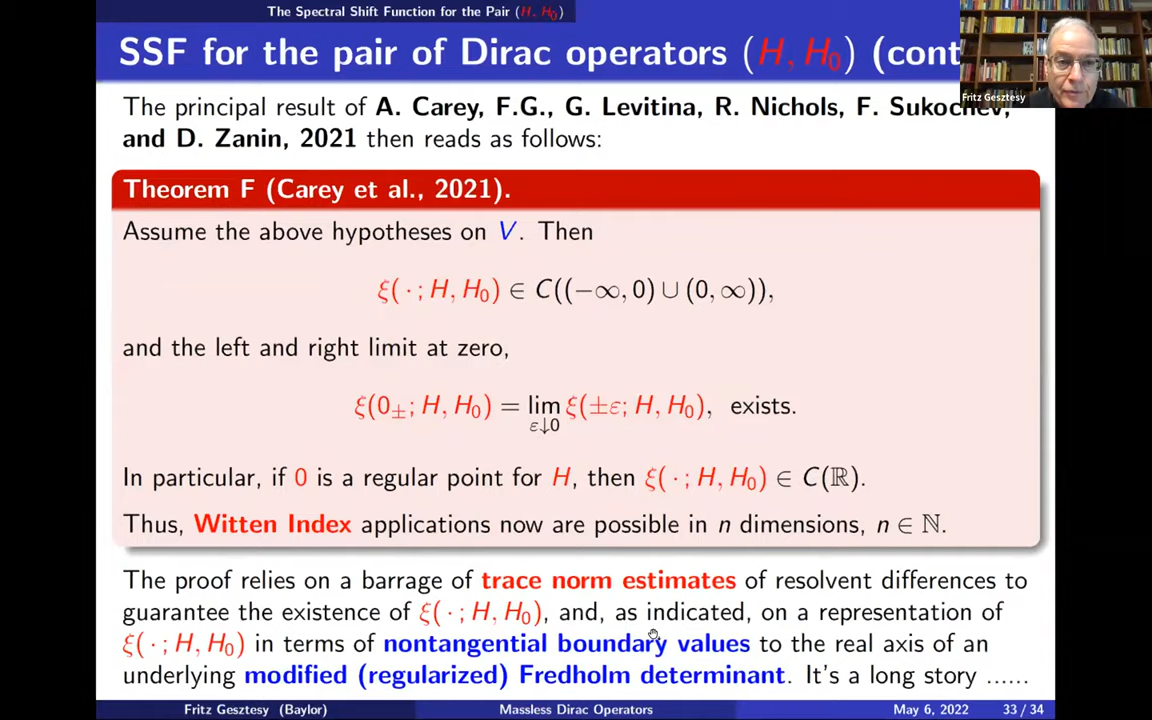 The Spectral Shift Function for the Pair (H, H₀)
SSF for the pair of Dirac operators (H, H₀) (cont
Fritz Gesztesy
The principal result of A. Carey, F.G., G. Levitina, R. Nichols, F. Sukochev,
and D. Zanin, 2021 then reads as follows:
Theorem F (Carey et al., 2021).
Assume the above hypotheses on V. Then
ξ( · ; H, H₀) ∈ C((−∞, 0) ∪ (0, ∞)),
and the left and right limit at zero,
ξ(0±; H, H₀) = lim ε↓0 ξ(±ε; H, H₀), exists.
In particular, if 0 is a regular point for H, then ξ( · ; H, H₀) ∈ C(ℝ).
Thus, Witten Index applications now are possible in n dimensions, n ∈ ℕ.
The proof relies on a barrage of trace norm estimates of resolvent differences to
guarantee the existence of ξ( · ; H, H₀), and, as indicated, on a representation of
ξ( · ; H, H₀) in terms of nontangential boundary values to the real axis of an
underlying modified (regularized) Fredholm determinant. It's a long story ......
Fritz Gesztesy (Baylor)
Massless Dirac Operators
May 6, 2022
33 / 34